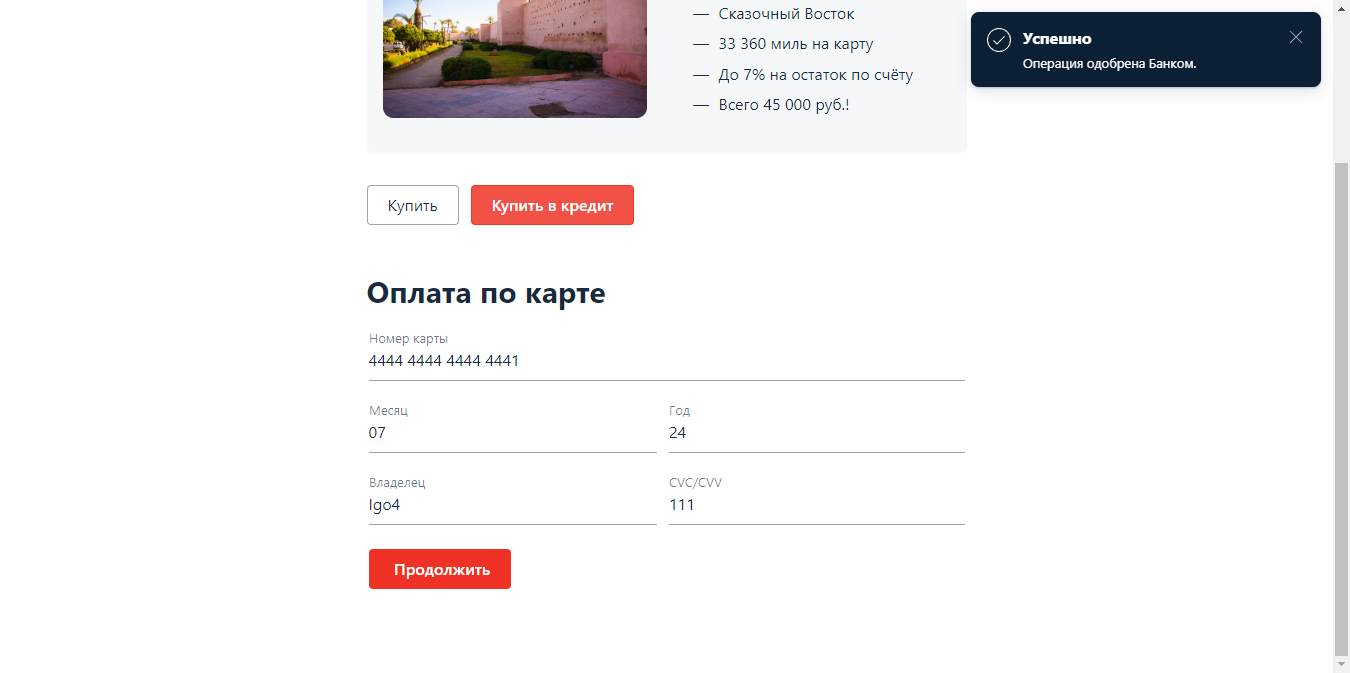 — Сказочный Восток
— 33 360 миль на карту
— До 7% на остаток по счёту
— Всего 45 000 руб.!
Успешно
Операция одобрена Банком.
Купить
Купить в кредит
Оплата по карте
Номер карты
4444 4444 4444 4441
Месяц
07
Год
24
Владелец
Igo4
CVC/CVV
111
Продолжить